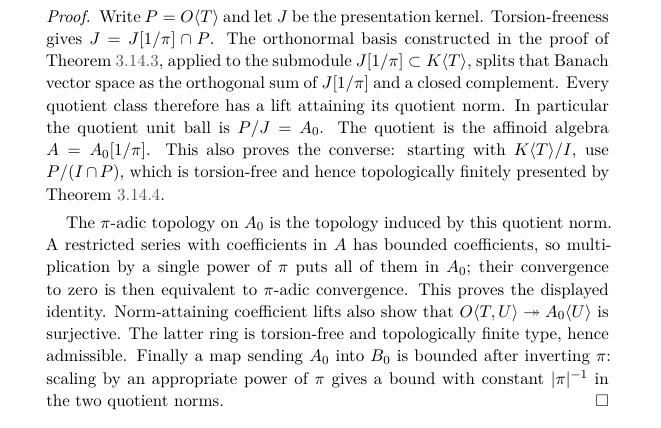 Proof. Write P = O⟨T⟩ and let J be the presentation kernel. Torsion-freeness
gives J = J[1/π] ∩ P. The orthonormal basis constructed in the proof of
Theorem 3.14.3, applied to the submodule J[1/π] ⊂ K⟨T⟩, splits that Banach
vector space as the orthogonal sum of J[1/π] and a closed complement. Every
quotient class therefore has a lift attaining its quotient norm. In particular
the quotient unit ball is P/J = A₀. The quotient is the affinoid algebra
A = A₀[1/π]. This also proves the converse: starting with K⟨T⟩/I, use
P/(I ∩ P), which is torsion-free and hence topologically finitely presented by
Theorem 3.14.4.
The π-adic topology on A₀ is the topology induced by this quotient norm.
A restricted series with coefficients in A has bounded coefficients, so multi-
plication by a single power of π puts all of them in A₀; their convergence
to zero is then equivalent to π-adic convergence. This proves the displayed
identity. Norm-attaining coefficient lifts also show that O⟨T, U⟩ ↠ A₀⟨U⟩ is
surjective. The latter ring is torsion-free and topologically finite type, hence
admissible. Finally a map sending A₀ into B₀ is bounded after inverting π:
scaling by an appropriate power of π gives a bound with constant |π|⁻¹ in
the two quotient norms. □